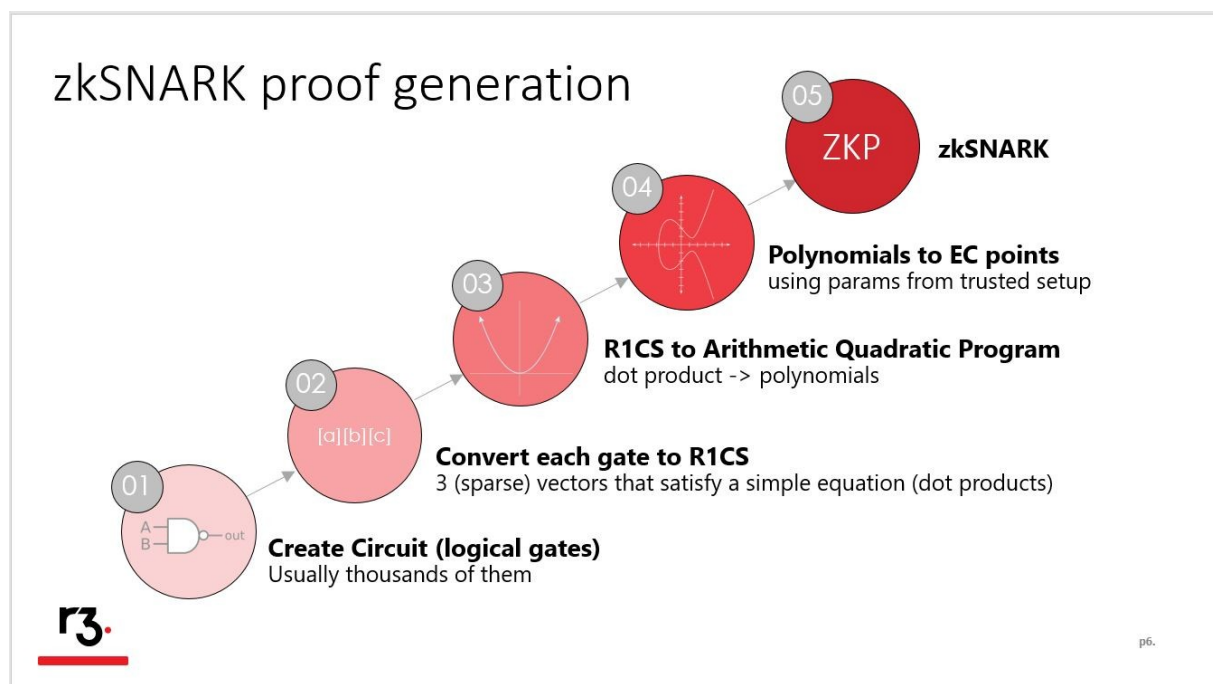 zkSNARK proof generation
05
ZKP
zkSNARK
04
Polynomials to EC points
using params from trusted setup
03
R1CS to Arithmetic Quadratic Program
dot product -> polynomials
02
[a][b][c]
Convert each gate to R1CS
3 (sparse) vectors that satisfy a simple equation (dot products)
01
A
B
out
Create Circuit (logical gates)
Usually thousands of them
r3.
p6.